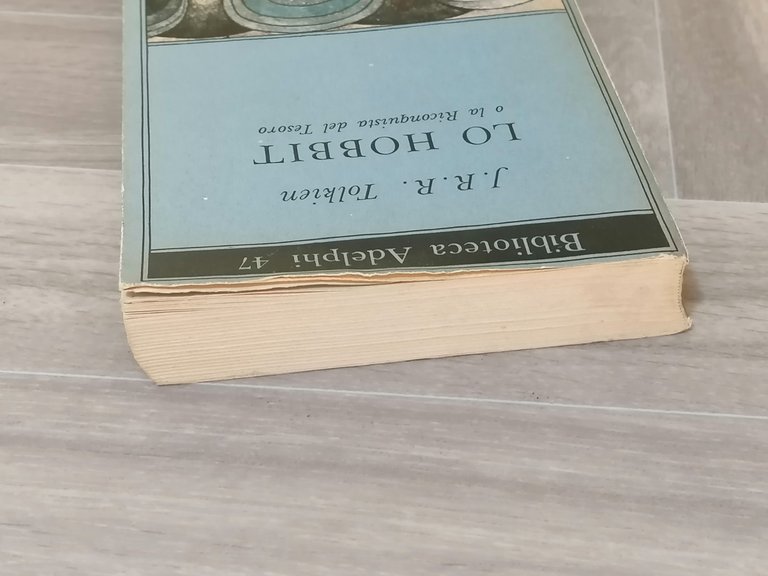 Biblioteca Adelphi 47
J.R.R. Tolkien
LO HOBBIT
o la Riconquista del Tesoro